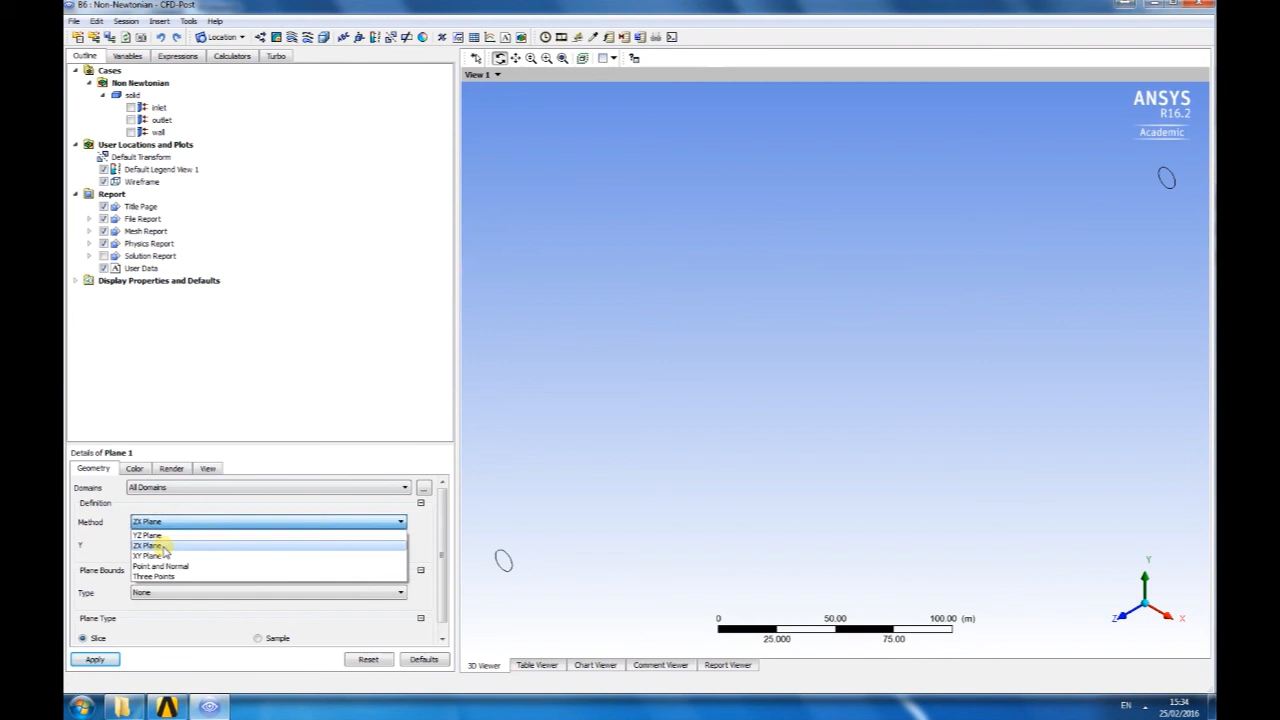 B6 : Non-Newtonian - CFD-Post
File Edit Session Insert Tools Help
Location
Outline Variables Expressions Calculators Turbo
Cases
Non Newtonian
solid
inlet
outlet
wall
User Locations and Plots
Default Transform
Default Legend View 1
Wireframe
Report
Title Page
File Report
Mesh Report
Physics Report
Solution Report
User Data
Display Properties and Defaults
Details of Plane 1
Geometry Color Render View
Domains All Domains ...
Definition
Method ZX Plane
YZ Plane
Y ZX Plane
XY Plane
Point and Normal
Plane Bounds
Three Points
Type None
Plane Type
Slice Sample
Apply Reset Defaults
View 1
ANSYS
R16.2
Academic
0 50.00 100.00 (m)
25.000 75.00
Y
Z X
3D Viewer Table Viewer Chart Viewer Comment Viewer Report Viewer
EN 15:34
25/02/2016